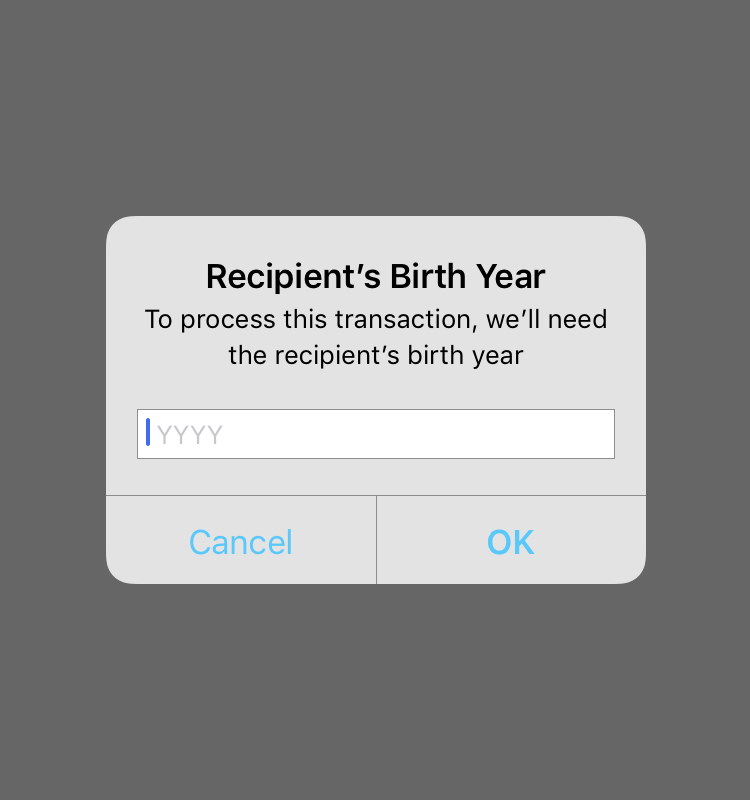 Recipient’s Birth Year
To process this transaction, we’ll need
the recipient’s birth year
YYYY
Cancel
OK